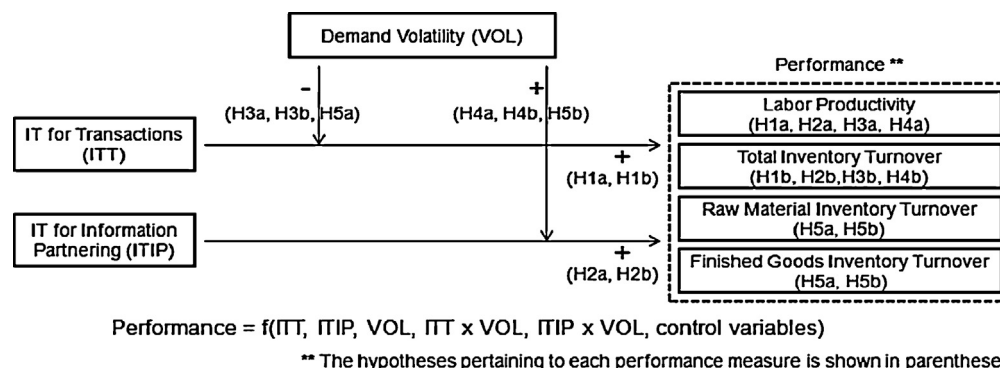 Demand Volatility (VOL)
Performance **
-
+
(H3a, H3b, H5a)
(H4a, H4b, H5b)
Labor Productivity
(H1a, H2a, H3a, H4a)
IT for Transactions
(ITT)
+
(H1a, H1b)
Total Inventory Turnover
(H1b, H2b,H3b, H4b)
Raw Material Inventory Turnover
(H5a, H5b)
IT for Information
Partnering (ITIP)
+
(H2a, H2b)
Finished Goods Inventory Turnover
(H5a, H5b)
Performance = f(ITT, ITIP, VOL, ITT x VOL, ITIP x VOL, control variables)
** The hypotheses pertaining to each performance measure is shown in parenthese